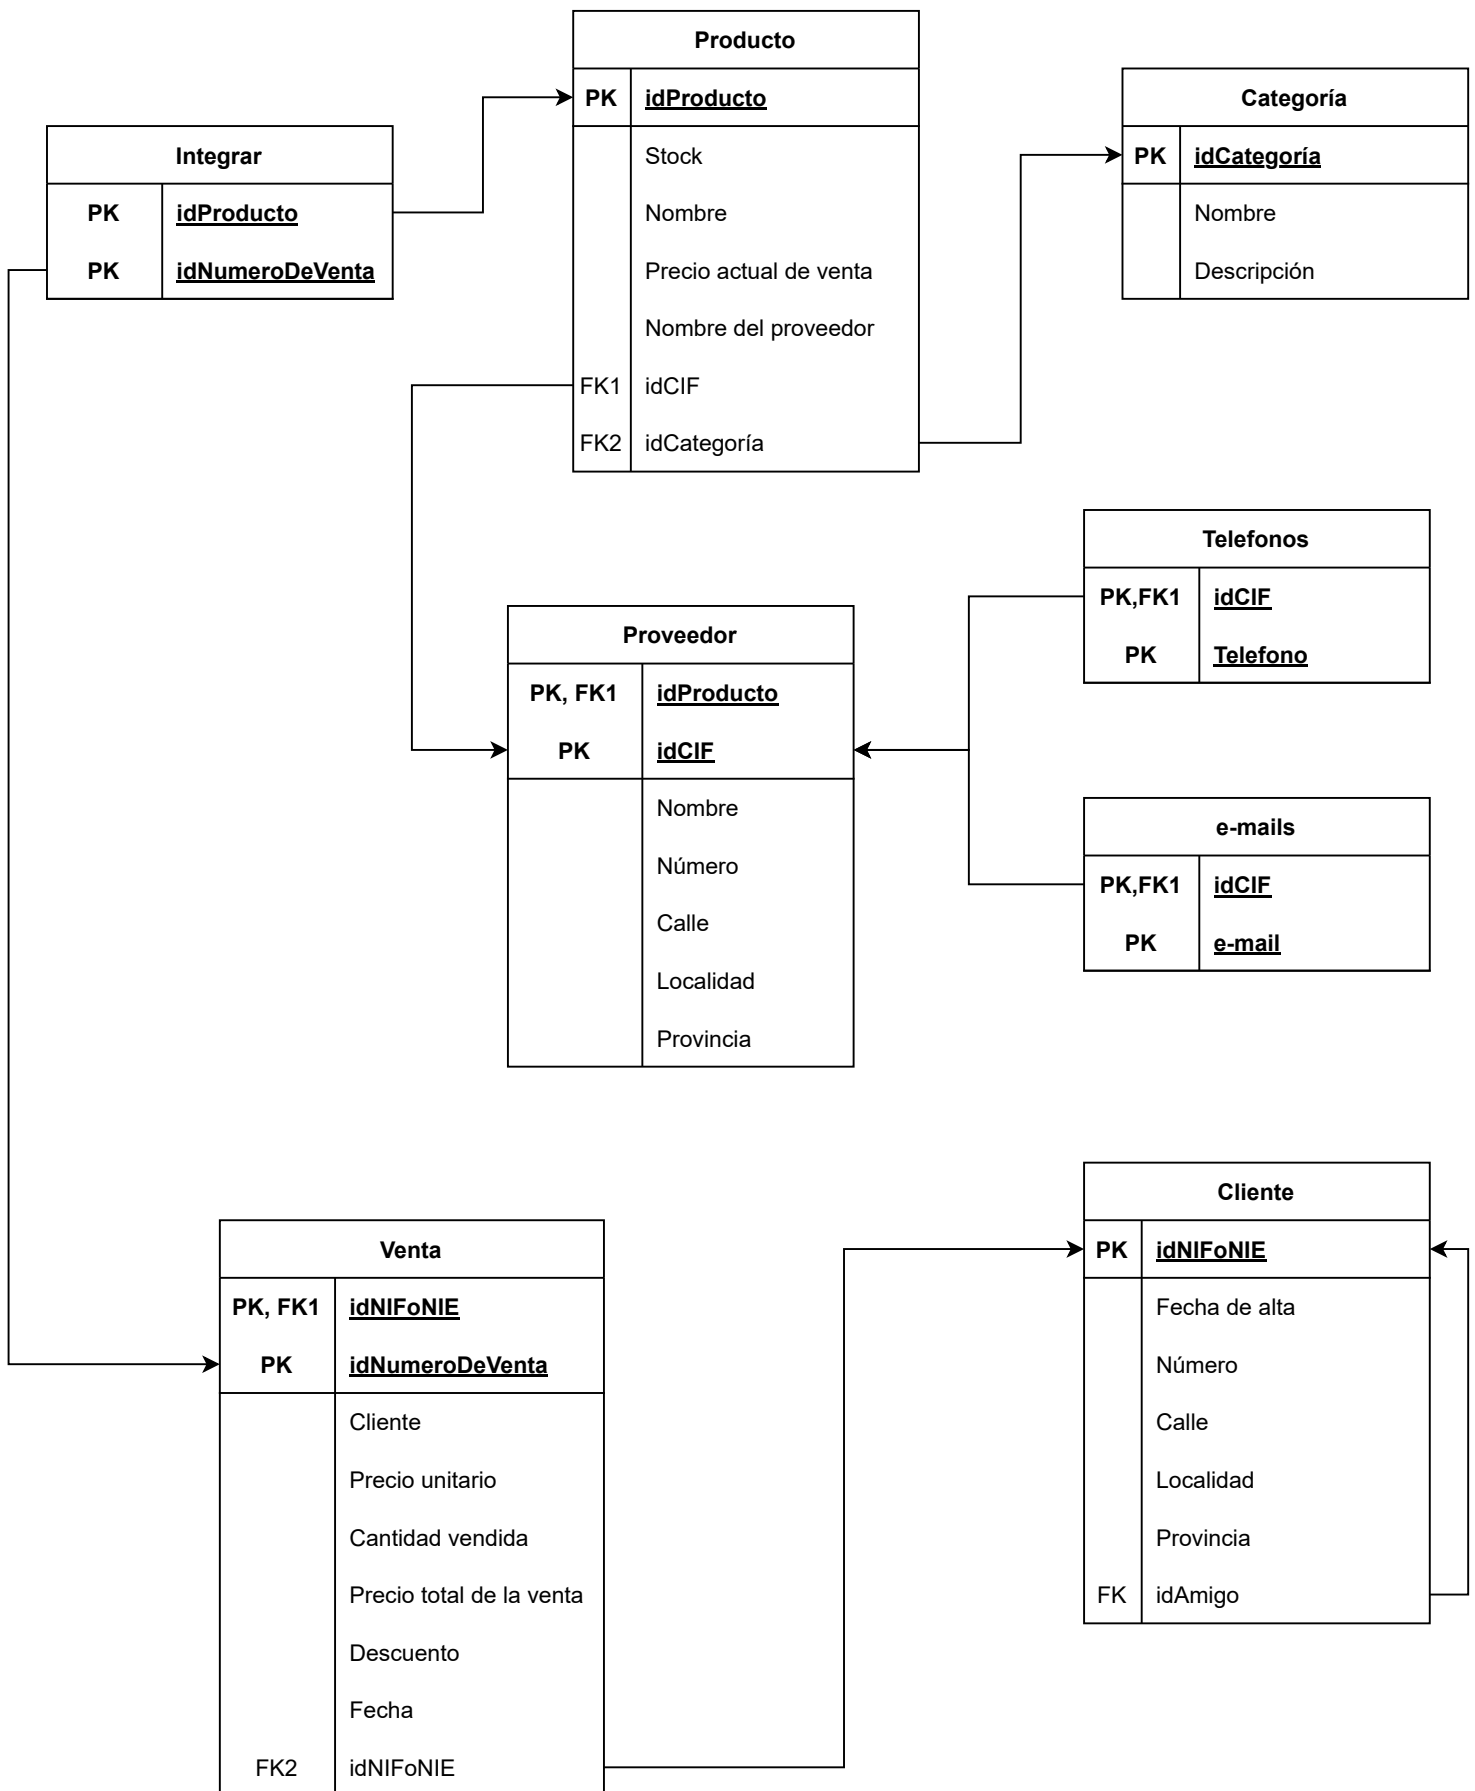 Producto
PK idProducto
Stock
Nombre
Precio actual de venta
Nombre del proveedor
FK1 idCIF
FK2 idCategoría
Categoría
PK idCategoría
Nombre
Descripción
Integrar
PK idProducto
PK idNumeroDeVenta
Telefonos
PK,FK1 idCIF
PK Telefono
Proveedor
PK, FK1 idProducto
PK idCIF
Nombre
Número
Calle
Localidad
Provincia
e-mails
PK,FK1 idCIF
PK e-mail
Cliente
PK idNIFoNIE
Fecha de alta
Número
Calle
Localidad
Provincia
FK idAmigo
Venta
PK, FK1 idNIFoNIE
PK idNumeroDeVenta
Cliente
Precio unitario
Cantidad vendida
Precio total de la venta
Descuento
Fecha
FK2 idNIFoNIE